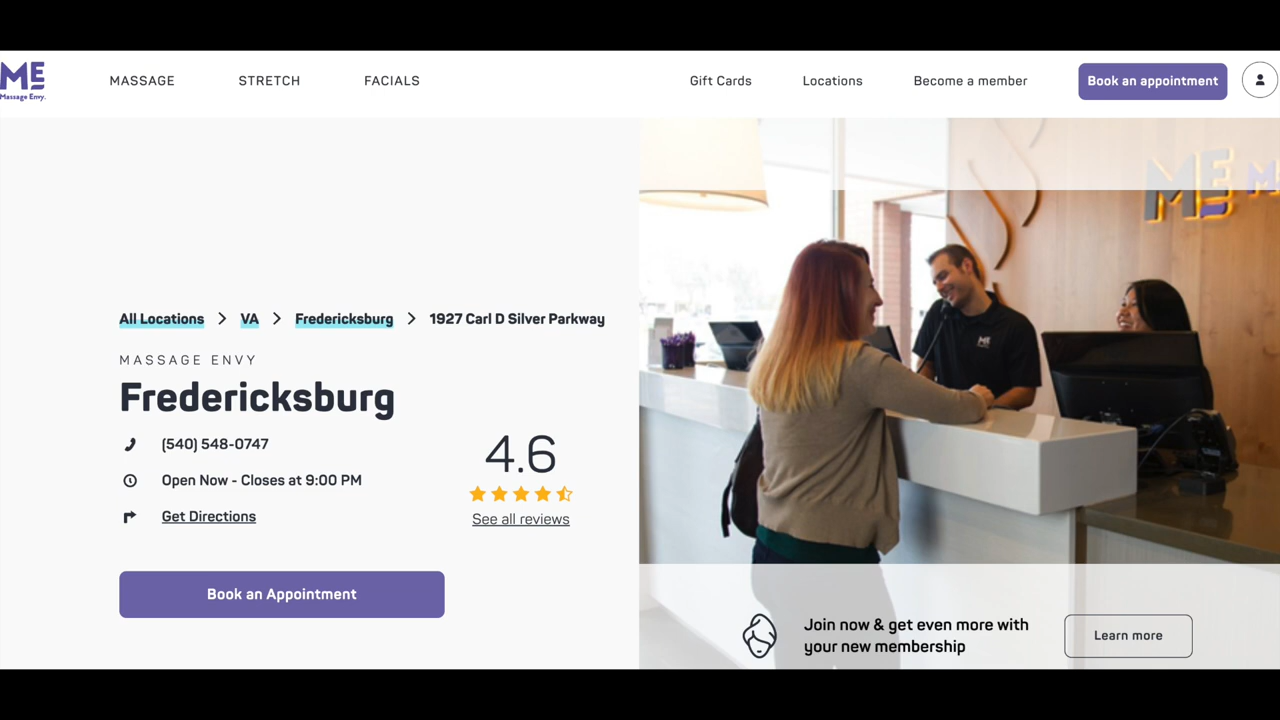 ME
Massage Envy.
MASSAGE STRETCH FACIALS Gift Cards Locations Become a member Book an appointment
ME
All Locations > VA > Fredericksburg > 1927 Carl D Silver Parkway
MASSAGE ENVY
Fredericksburg
(540) 548-0747
Open Now - Closes at 9:00 PM
Get Directions
4.6
See all reviews
Book an Appointment
ME
Join now & get even more with
your new membership
Learn more